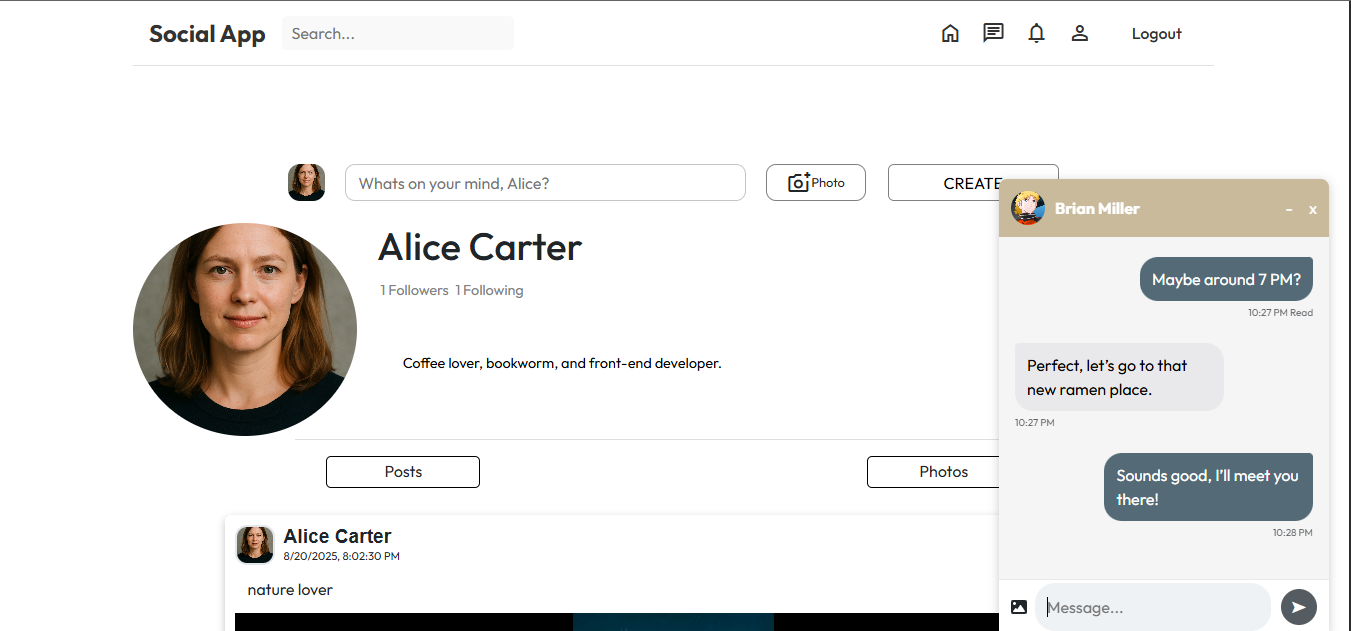 Social App
Search...
Logout
Whats on your mind, Alice?
Photo
CREATE
Alice Carter
1 Followers 1 Following
Coffee lover, bookworm, and front-end developer.
Posts
Photos
Alice Carter
8/20/2025, 8:02:30 PM
nature lover
Brian Miller
– x
Maybe around 7 PM?
10:27 PM Read
Perfect, let’s go to that
new ramen place.
10:27 PM
Sounds good, I’ll meet you
there!
10:28 PM
Message...